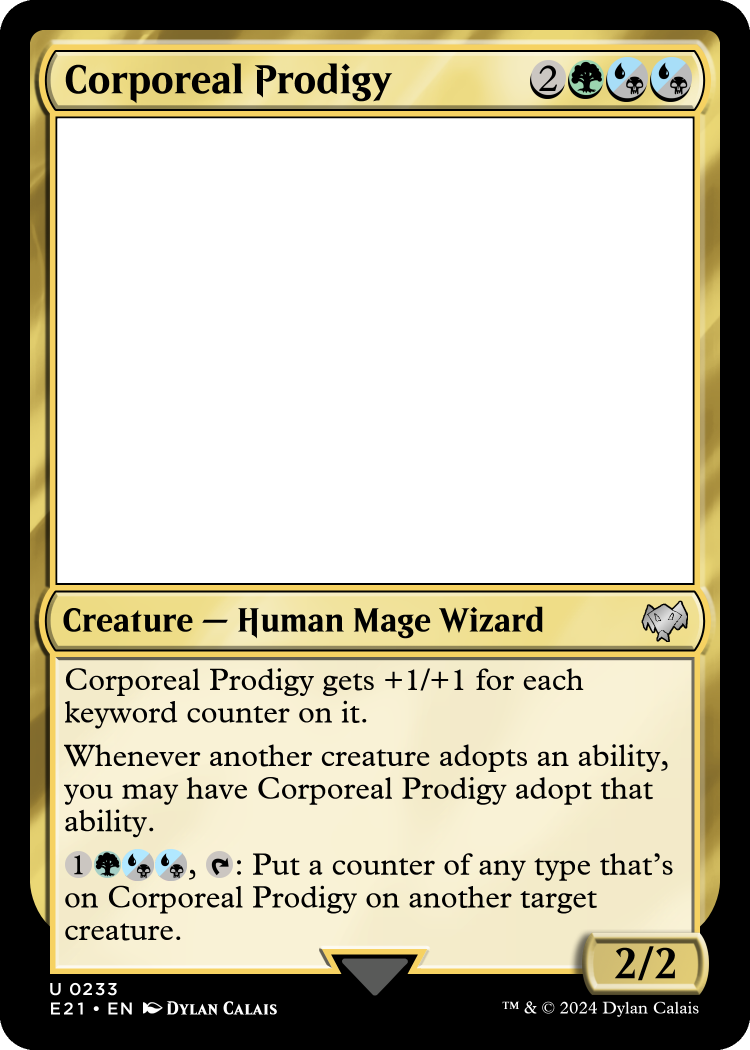 Corporeal Prodigy 2
Creature — Human Mage Wizard
Corporeal Prodigy gets +1/+1 for each
keyword counter on it.
Whenever another creature adopts an ability,
you may have Corporeal Prodigy adopt that
ability.
1 , : Put a counter of any type that’s
on Corporeal Prodigy on another target
creature.
2/2
U 0233
E21 • EN Dylan Calais
™ & © 2024 Dylan Calais